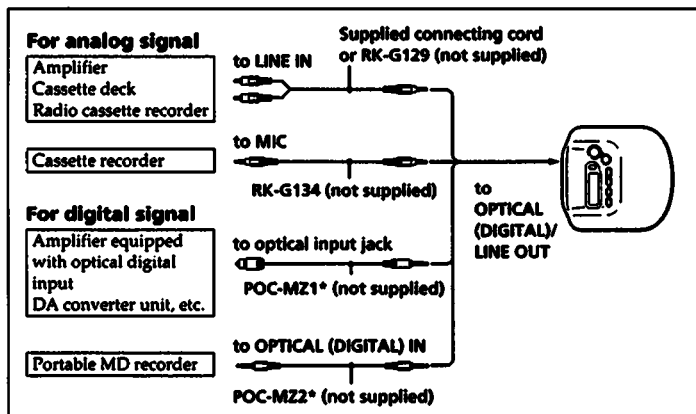 For analog signal
Amplifier
Cassette deck
Radio cassette recorder
to LINE IN
Supplied connecting cord
or RK-G129 (not supplied)
Cassette recorder
to MIC
RK-G134 (not supplied)
For digital signal
Amplifier equipped
with optical digital
input
DA converter unit, etc.
to optical input jack
POC-MZ1* (not supplied)
Portable MD recorder
to OPTICAL (DIGITAL) IN
POC-MZ2* (not supplied)
to
OPTICAL
(DIGITAL)/
LINE OUT